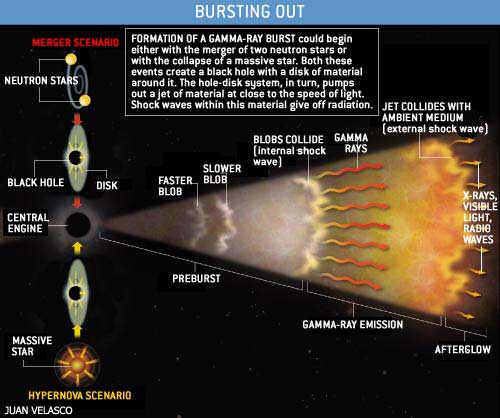 BURSTING OUT
MERGER SCENARIO
FORMATION OF A GAMMA-RAY BURST could begin
either with the merger of two neutron stars or
with the collapse of a massive star. Both these
events create a black hole with a disk of material
around it. The hole-disk system, in turn, pumps
out a jet of material at close to the speed of light.
Shock waves within this material give off radiation.
NEUTRON STARS
JET COLLIDES WITH
AMBIENT MEDIUM
(external shock wave)
BLOBS COLLIDE
(internal shock
wave)
GAMMA
RAYS
SLOWER
BLOB
FASTER
BLOB
BLACK HOLE
DISK
X-RAYS,
VISIBLE
LIGHT,
RADIO
WAVES
CENTRAL
ENGINE
PREBURST
GAMMA-RAY EMISSION
AFTERGLOW
MASSIVE
STAR
HYPERNOVA SCENARIO
JUAN VELASCO